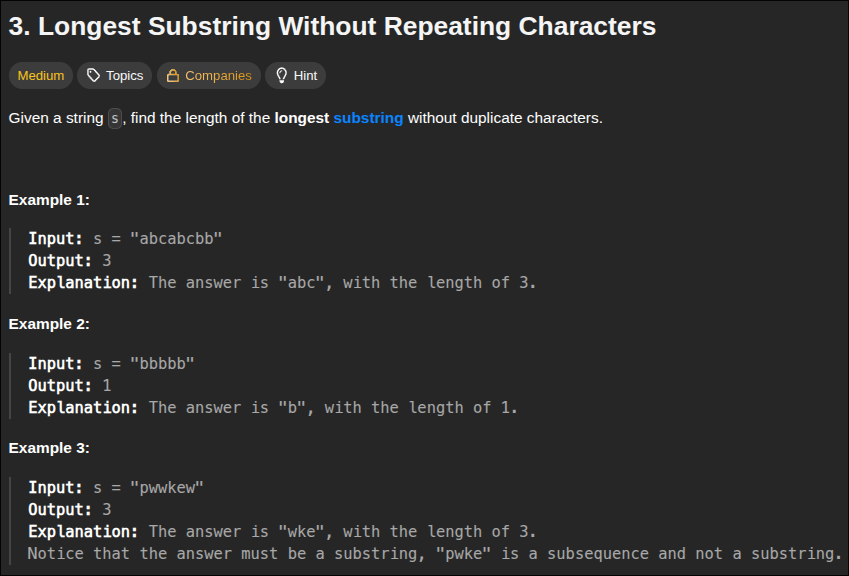 3. Longest Substring Without Repeating Characters
Medium Topics Companies Hint
Given a string s, find the length of the longest substring without duplicate characters.
Example 1:
Input: s = "abcabcbb"
Output: 3
Explanation: The answer is "abc", with the length of 3.
Example 2:
Input: s = "bbbbb"
Output: 1
Explanation: The answer is "b", with the length of 1.
Example 3:
Input: s = "pwwkew"
Output: 3
Explanation: The answer is "wke", with the length of 3.
Notice that the answer must be a substring, "pwke" is a subsequence and not a substring.